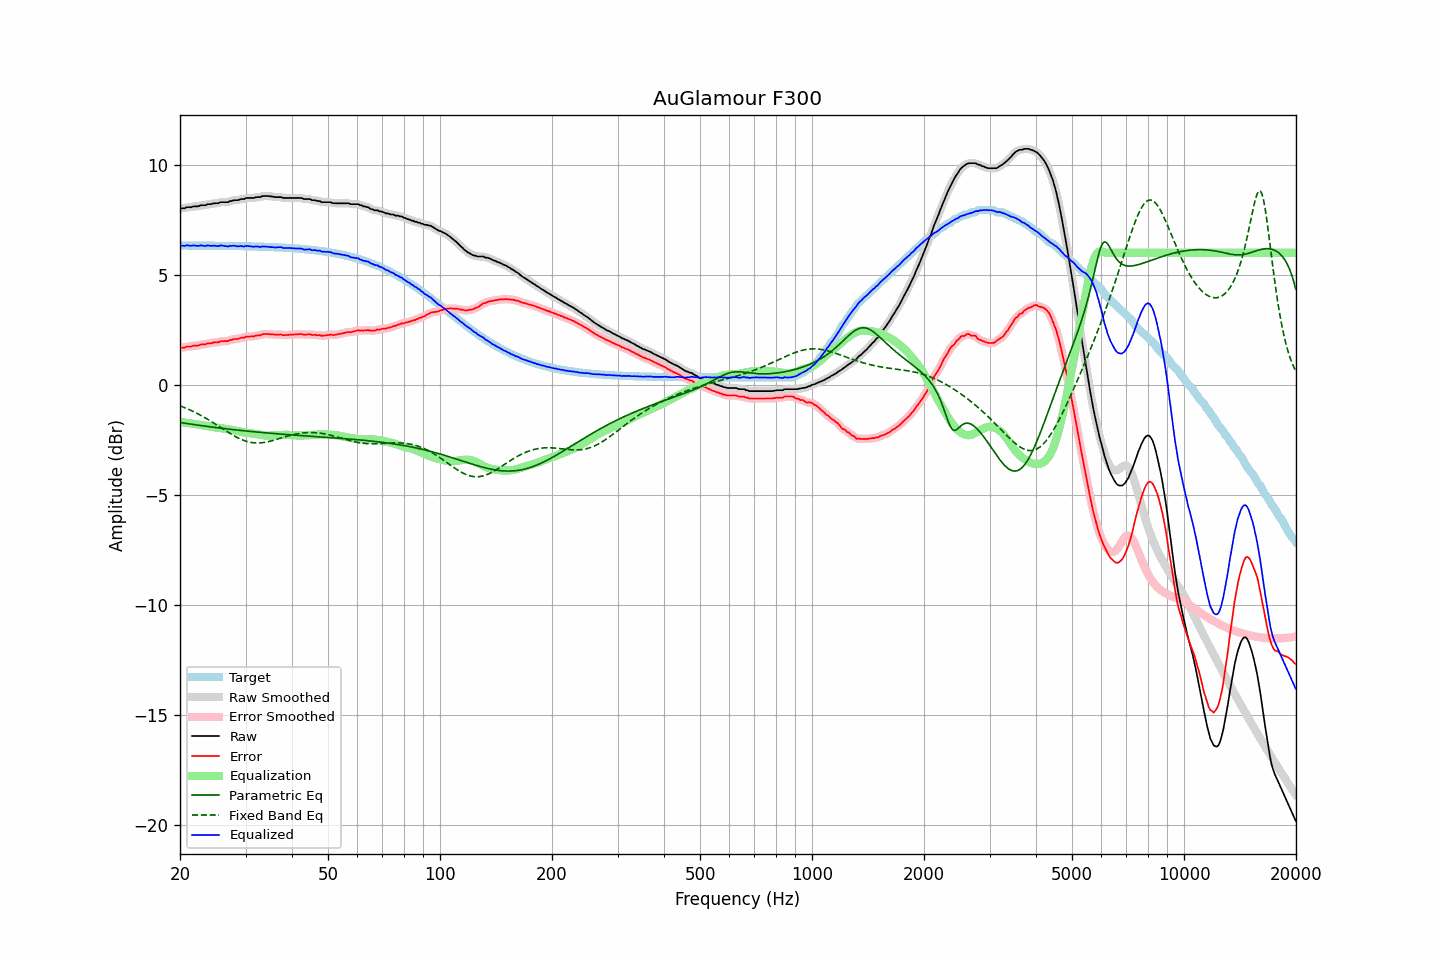 AuGlamour F300
Amplitude (dBr)
10
5
0
−5
−10
−15
−20
Target
Raw Smoothed
Error Smoothed
Raw
Error
Equalization
Parametric Eq
Fixed Band Eq
Equalized
20 50 100 200 500 1000 2000 5000 10000 20000
Frequency (Hz)